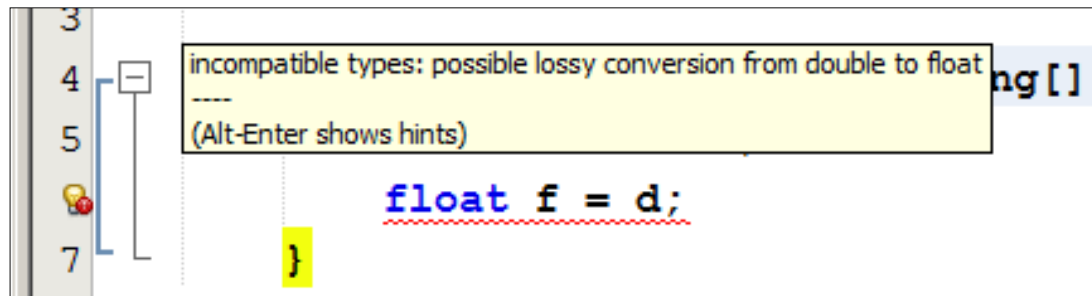 3
incompatible types: possible lossy conversion from double to float
----
(Alt-Enter shows hints)
4 ng[]
5
float f = d;
7 }